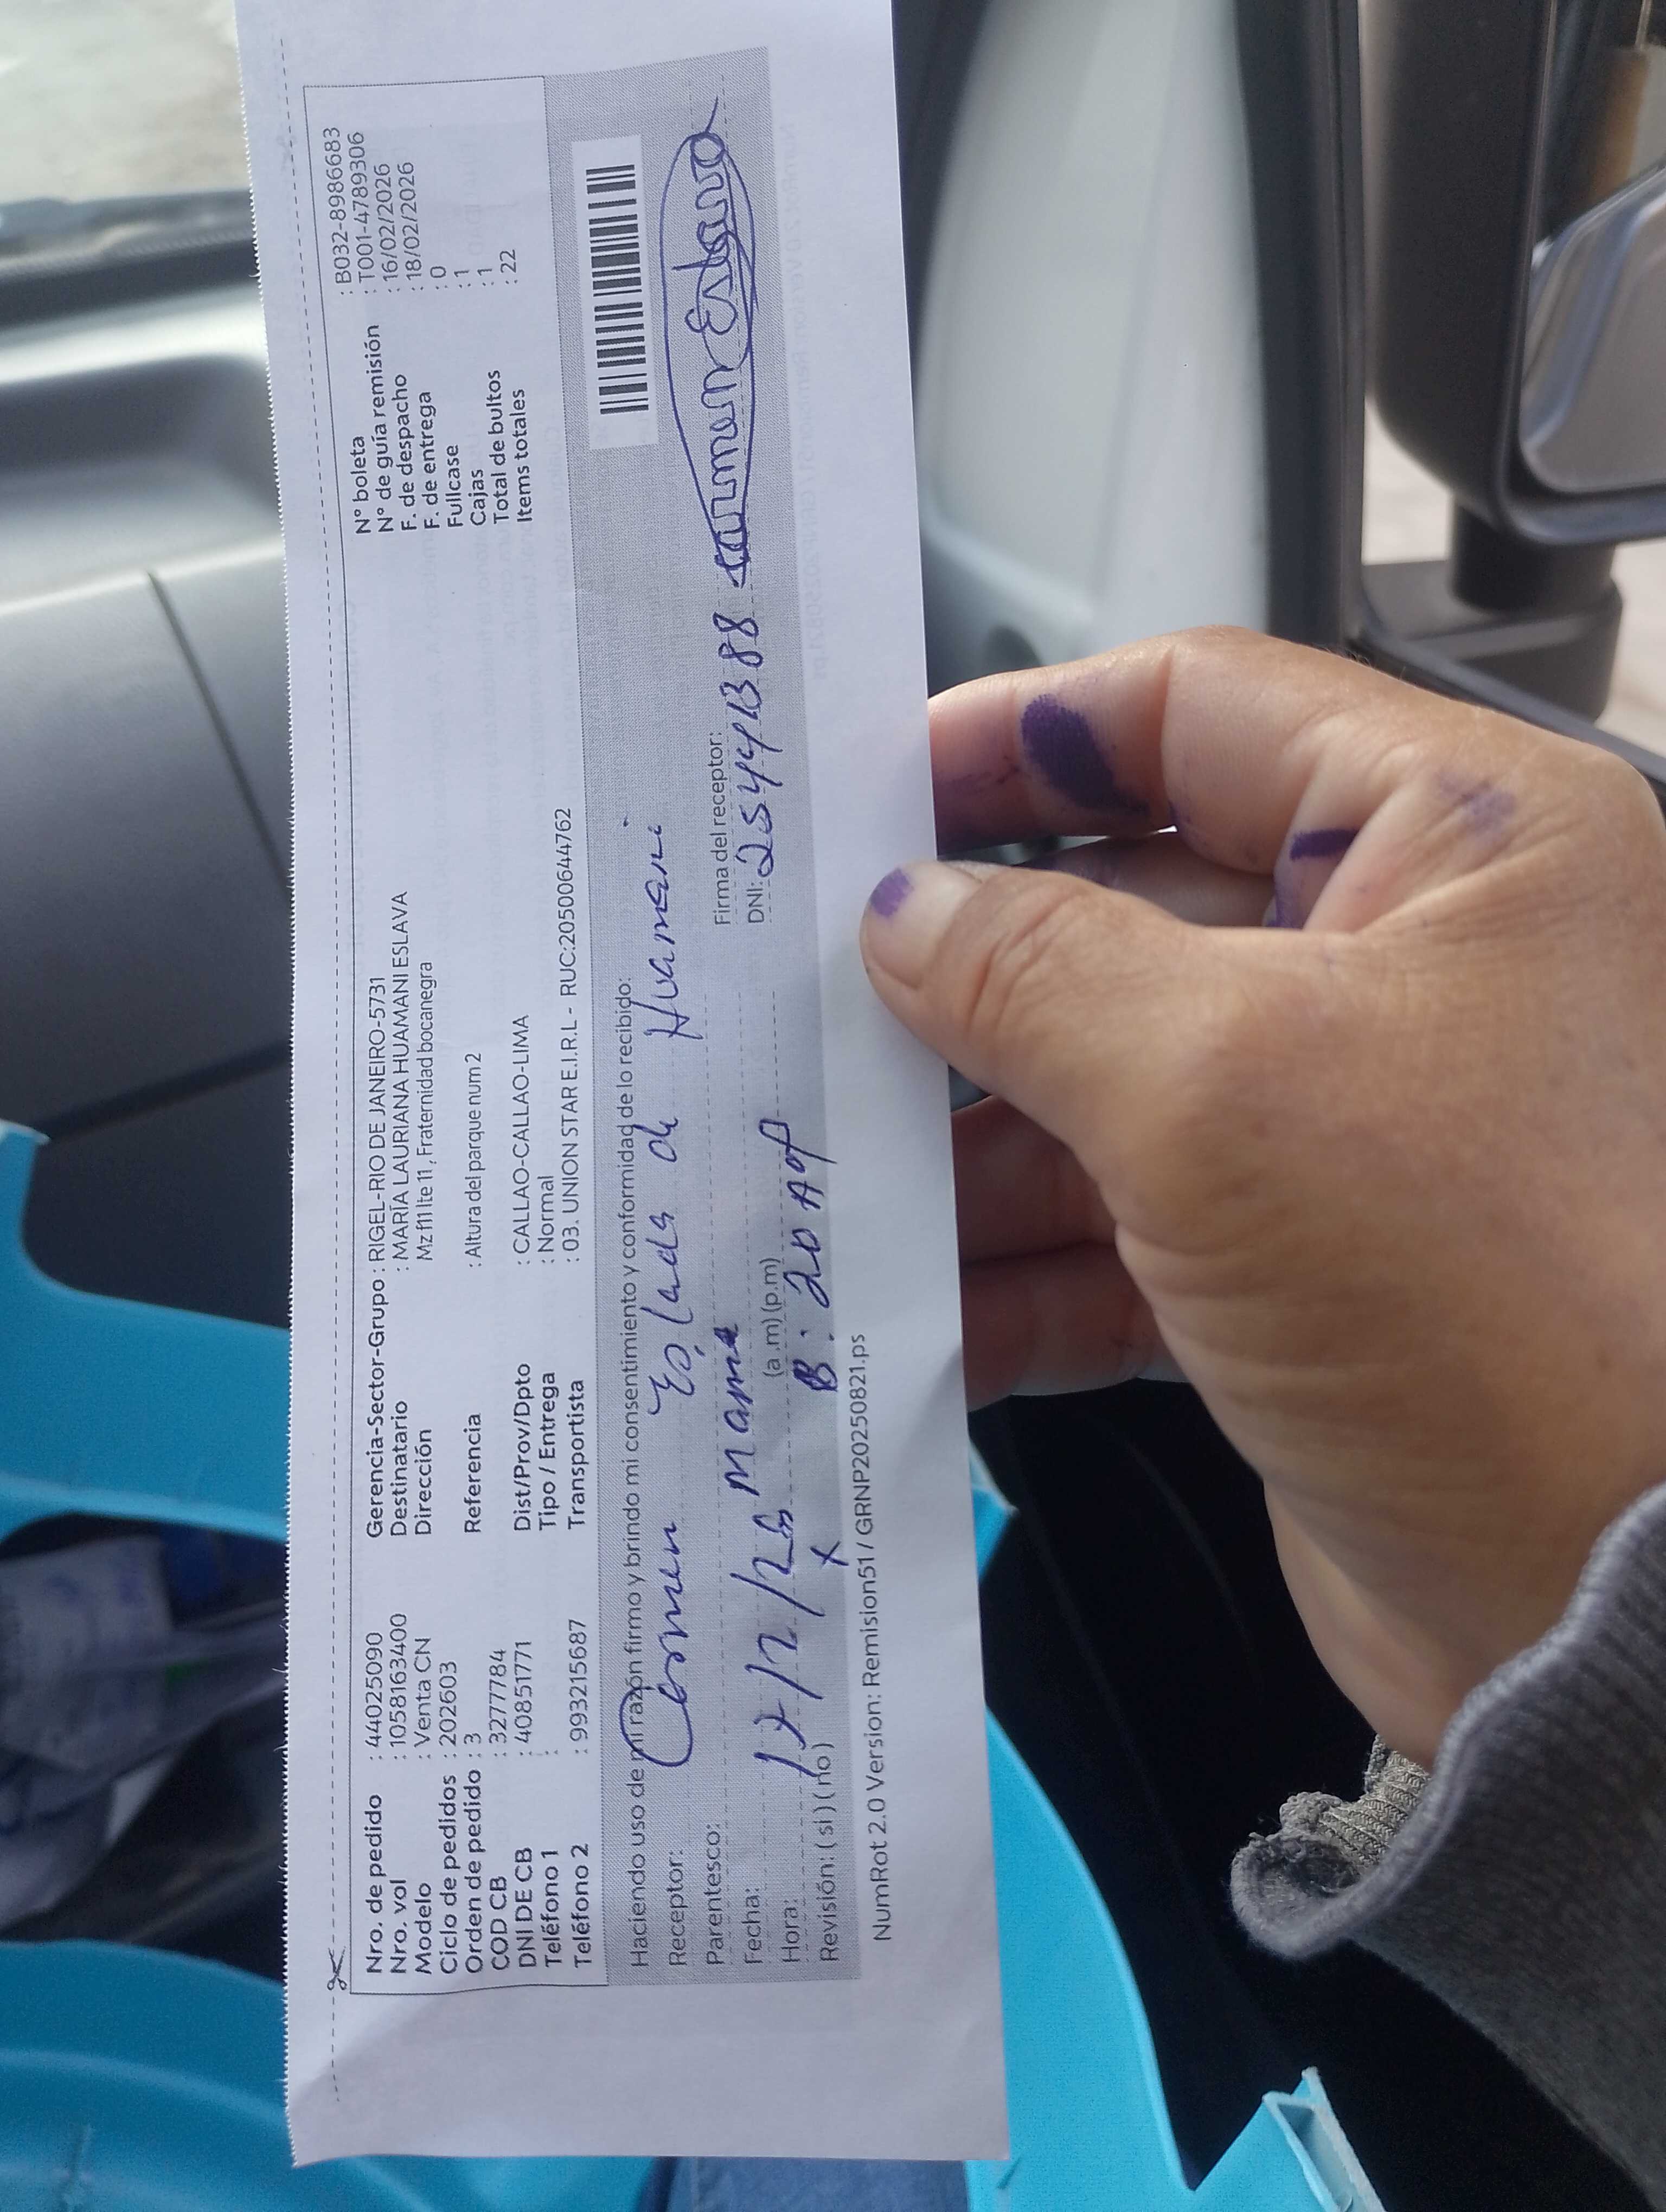 Nro. de pedido : 44025090 Gerencia-Sector-Grupo : RIGEL-RIO DE JANEIRO-5731 N° boleta : B032-8986683
Nro. vol : 1058163400 Destinatario : MARÍA LAURIANA HUAMANI ESLAVA N° de guía remisión : T001-4789306
Modelo : Venta CN Dirección Mz f11 lte 11, Fraternidad bocanegra F. de despacho : 16/02/2026
Ciclo de pedidos : 202603 F. de entrega : 18/02/2026
Orden de pedido : 3 Referencia : Altura del parque num 2 Fullcase : 0
COD CB : 3277784 Cajas : 1
DNI DE CB : 40851771 Dist/Prov/Dpto : CALLAO-CALLAO-LIMA Total de bultos : 1
Teléfono 1 : Tipo / Entrega : Normal Items totales : 22
Teléfono 2 : 993215687 Transportista : 03. UNION STAR E.I.R.L - RUC:20500644762
Haciendo uso de mi razón firmo y brindo mi consentimiento y conformidad de lo recibido:
Receptor: Carmen Eslava de Huamani
Parentesco: mama Firma del receptor:
Fecha: 17/2/26 DNI: 25441388
Hora: (a .m) (p.m)
Revisión: ( si ) ( no ) x
NumRot 2.0 Version: Remision51 / GRNP20250821.ps